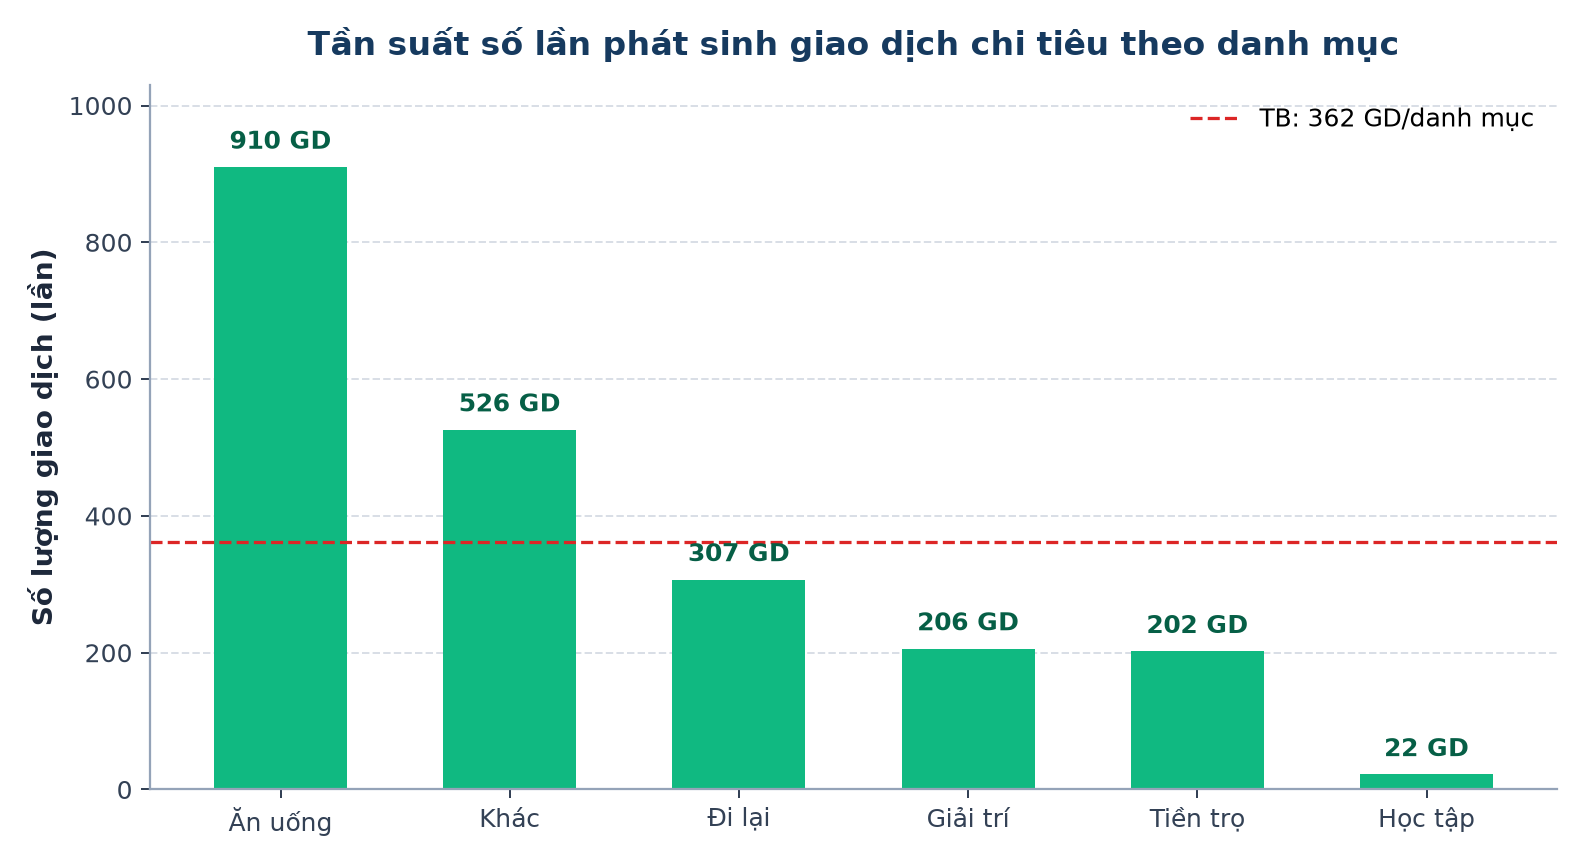 Tần suất số lần phát sinh giao dịch chi tiêu theo danh mục
Số lượng giao dịch (lần)
1000
800
600
400
200
0
TB: 362 GD/danh mục
910 GD
526 GD
307 GD
206 GD
202 GD
22 GD
Ăn uống
Khác
Đi lại
Giải trí
Tiền trọ
Học tập